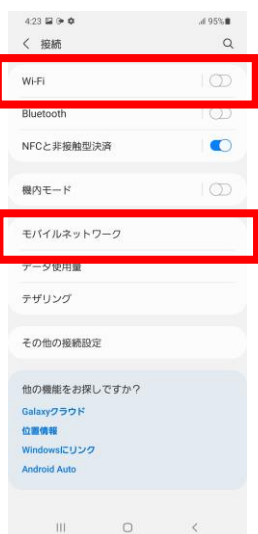 4:23
95%
接続
Wi-Fi
Bluetooth
NFCと非接触型決済
機内モード
モバイルネットワーク
データ使用量
テザリング
その他の接続設定
他の機能をお探しですか？
Galaxyクラウド
位置情報
Windowsにリンク
Android Auto